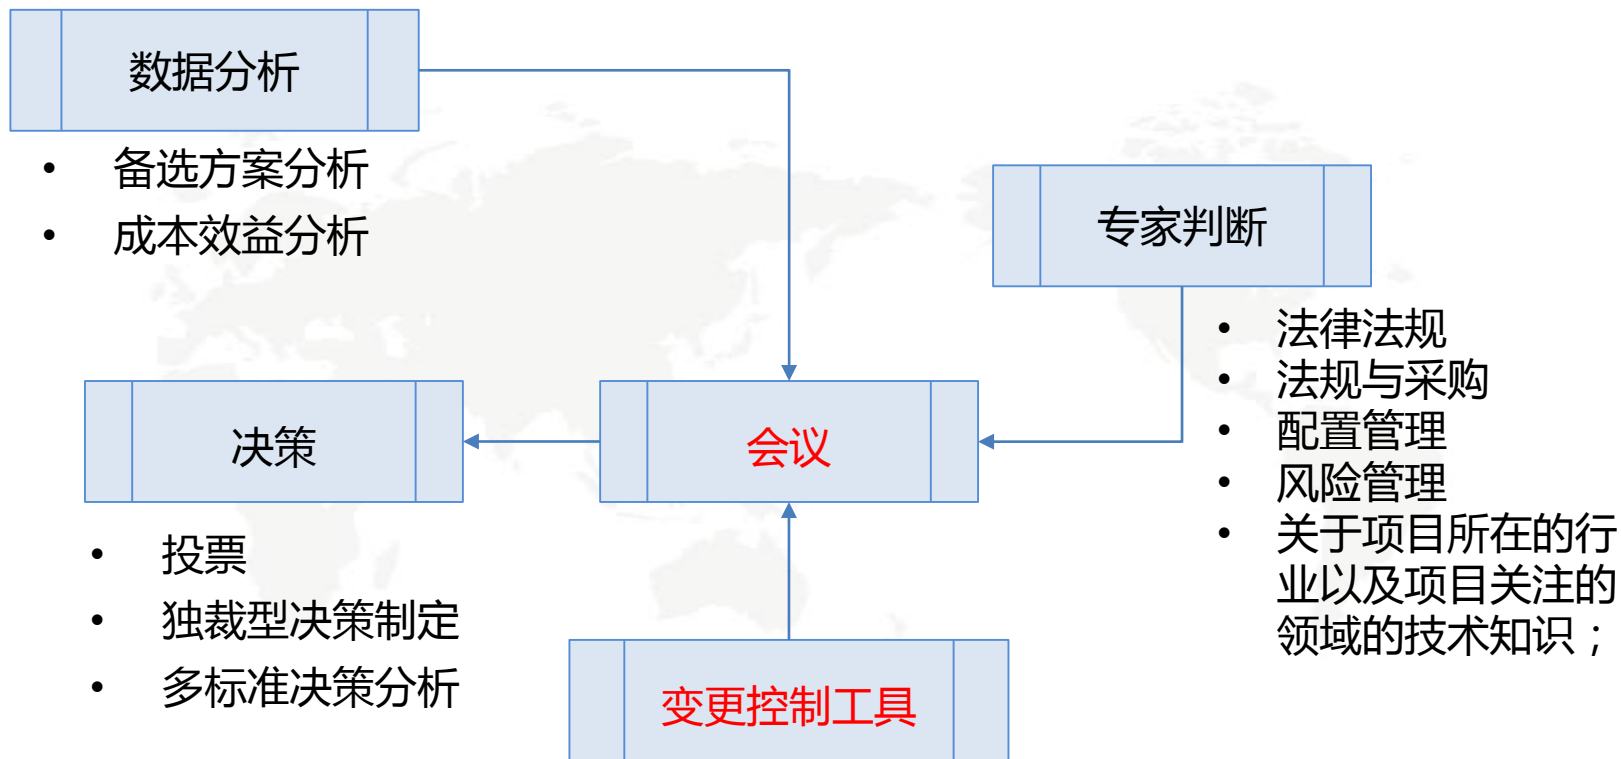 数据分析
• 备选方案分析
• 成本效益分析
专家判断
• 法律法规
• 法规与采购
• 配置管理
• 风险管理
• 关于项目所在的行
业以及项目关注的
领域的技术知识；
决策
会议
• 投票
• 独裁型决策制定
• 多标准决策分析
变更控制工具